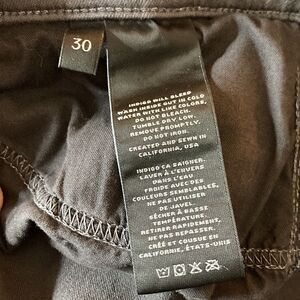 30
INDIGO WILL BLEED
WASH INSIDE OUT IN COLD
WATER WITH LIKE COLORS,
DO NOT BLEACH.
TUMBLE DRY, LOW.
REMOVE PROMPTLY.
DO NOT IRON.
CREATED AND SEWN IN
CALIFORNIA, USA
INDIGO ÇA SAIGNER.
LAVER À L'ENVERS
DANS L'EAU
FROIDE AVEC DES
COULEURS SEMBLABLES,
NE PAS UTILISER
DE JAVEL.
SÉCHER À BASSE
TEMPÉRATURE.
RETIRER RAPIDEMENT,
NE PAS REPASSER.
CRÉÉ ET COUSU EN
CALIFORNIE, ÉTATS-UNIS